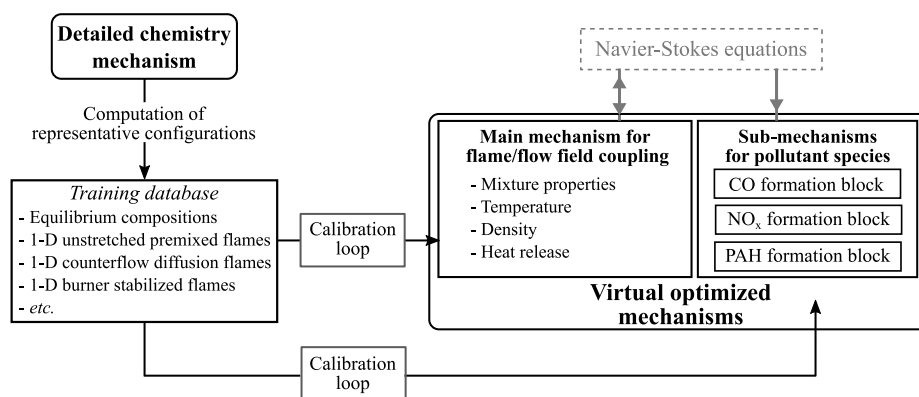 Detailed chemistry
mechanism
Computation of
representative configurations
Training database
- Equilibrium compositions
- 1-D unstretched premixed flames
- 1-D counterflow diffusion flames
- 1-D burner stabilized flames
- etc.
Calibration
loop
Navier-Stokes equations
Main mechanism for
flame/flow field coupling
- Mixture properties
- Temperature
- Density
- Heat release
Sub-mechanisms
for pollutant species
CO formation block
NOx formation block
PAH formation block
Virtual optimized
mechanisms
Calibration
loop